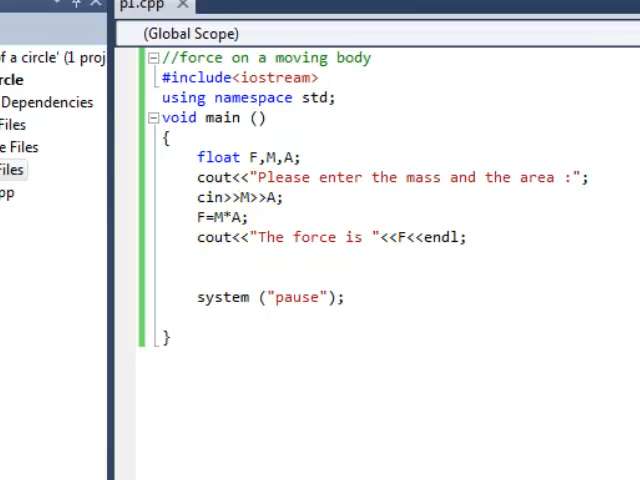 p1.cpp
(Global Scope)
f a circle' (1 proj
rcle
Dependencies
Files
e Files
Files
pp
//force on a moving body
#include<iostream>
using namespace std;
void main ()
{
float F,M,A;
cout<<"Please enter the mass and the area :";
cin>>M>>A;
F=M*A;
cout<<"The force is "<<F<<endl;
system ("pause");
}